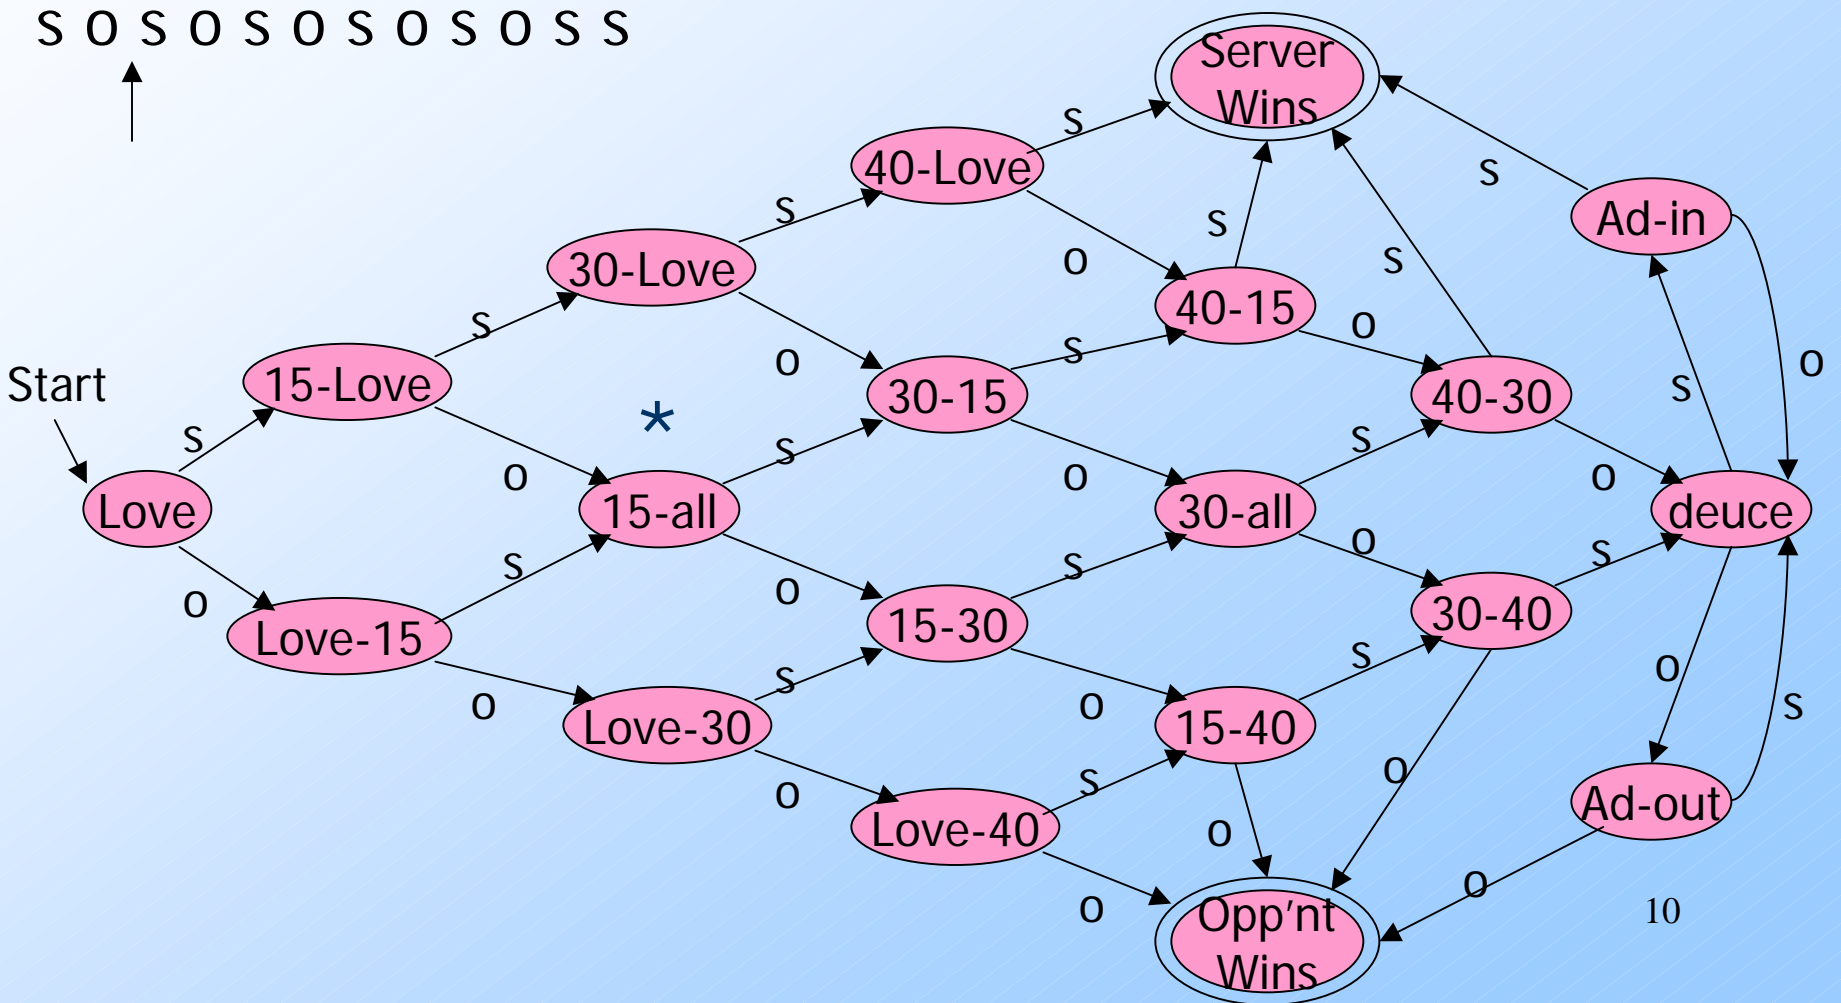 s o s o s o s o s o s s
Server
Wins
s
40-Love
s
s
Ad-in
s
30-Love
o
s
40-15
o
s
s
o
s
o
Start
15-Love
30-15
s
40-30
*
s
s
s
o
o
o
Love
15-all
30-all
deuce
s
s
o
s
o
o
15-30
30-40
Love-15
s
s
o
o
o
s
Love-30
15-40
o
s
o
Ad-out
Love-40
o
o
o
Opp'nt
Wins
10